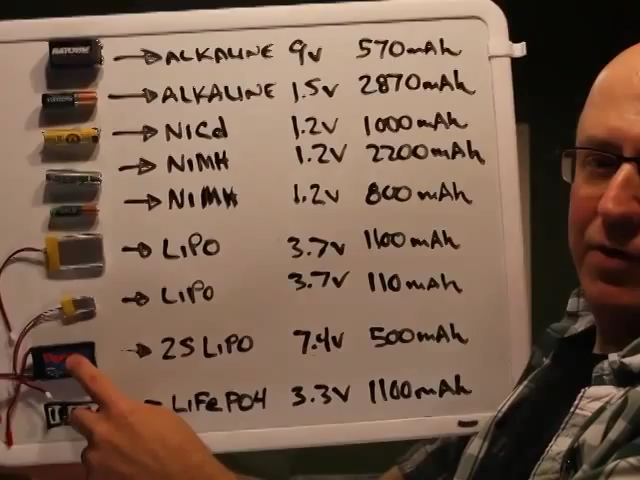 ALKALINE 9V 570mAh
ALKALINE 1.5V 2870mAh
NiCd 1.2V 1000mAh
NiMH 1.2V 2200mAh
NiMH 1.2V 800mAh
LiPO 3.7V 1100mAh
LiPO 3.7V 110mAh
2S LiPO 7.4V 500mAh
LiFePO4 3.3V 1100mAh